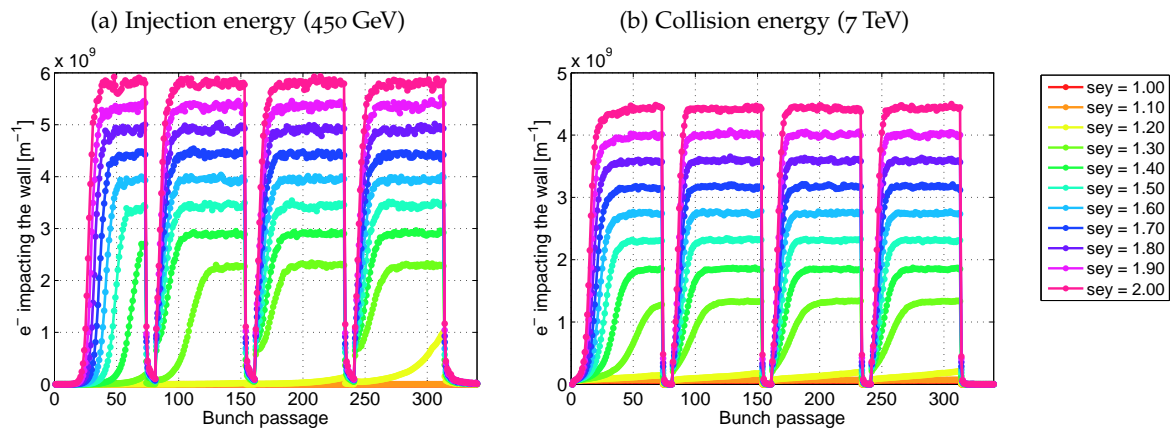 (a) Injection energy (450 GeV)
x 10⁹
6
5
4
3
2
1
0
e⁻ impacting the wall [m⁻¹]
0 50 100 150 200 250 300
Bunch passage
(b) Collision energy (7 TeV)
x 10⁹
5
4
3
2
1
0
e⁻ impacting the wall [m⁻¹]
0 50 100 150 200 250 300
Bunch passage
sey = 1.00
sey = 1.10
sey = 1.20
sey = 1.30
sey = 1.40
sey = 1.50
sey = 1.60
sey = 1.70
sey = 1.80
sey = 1.90
sey = 2.00